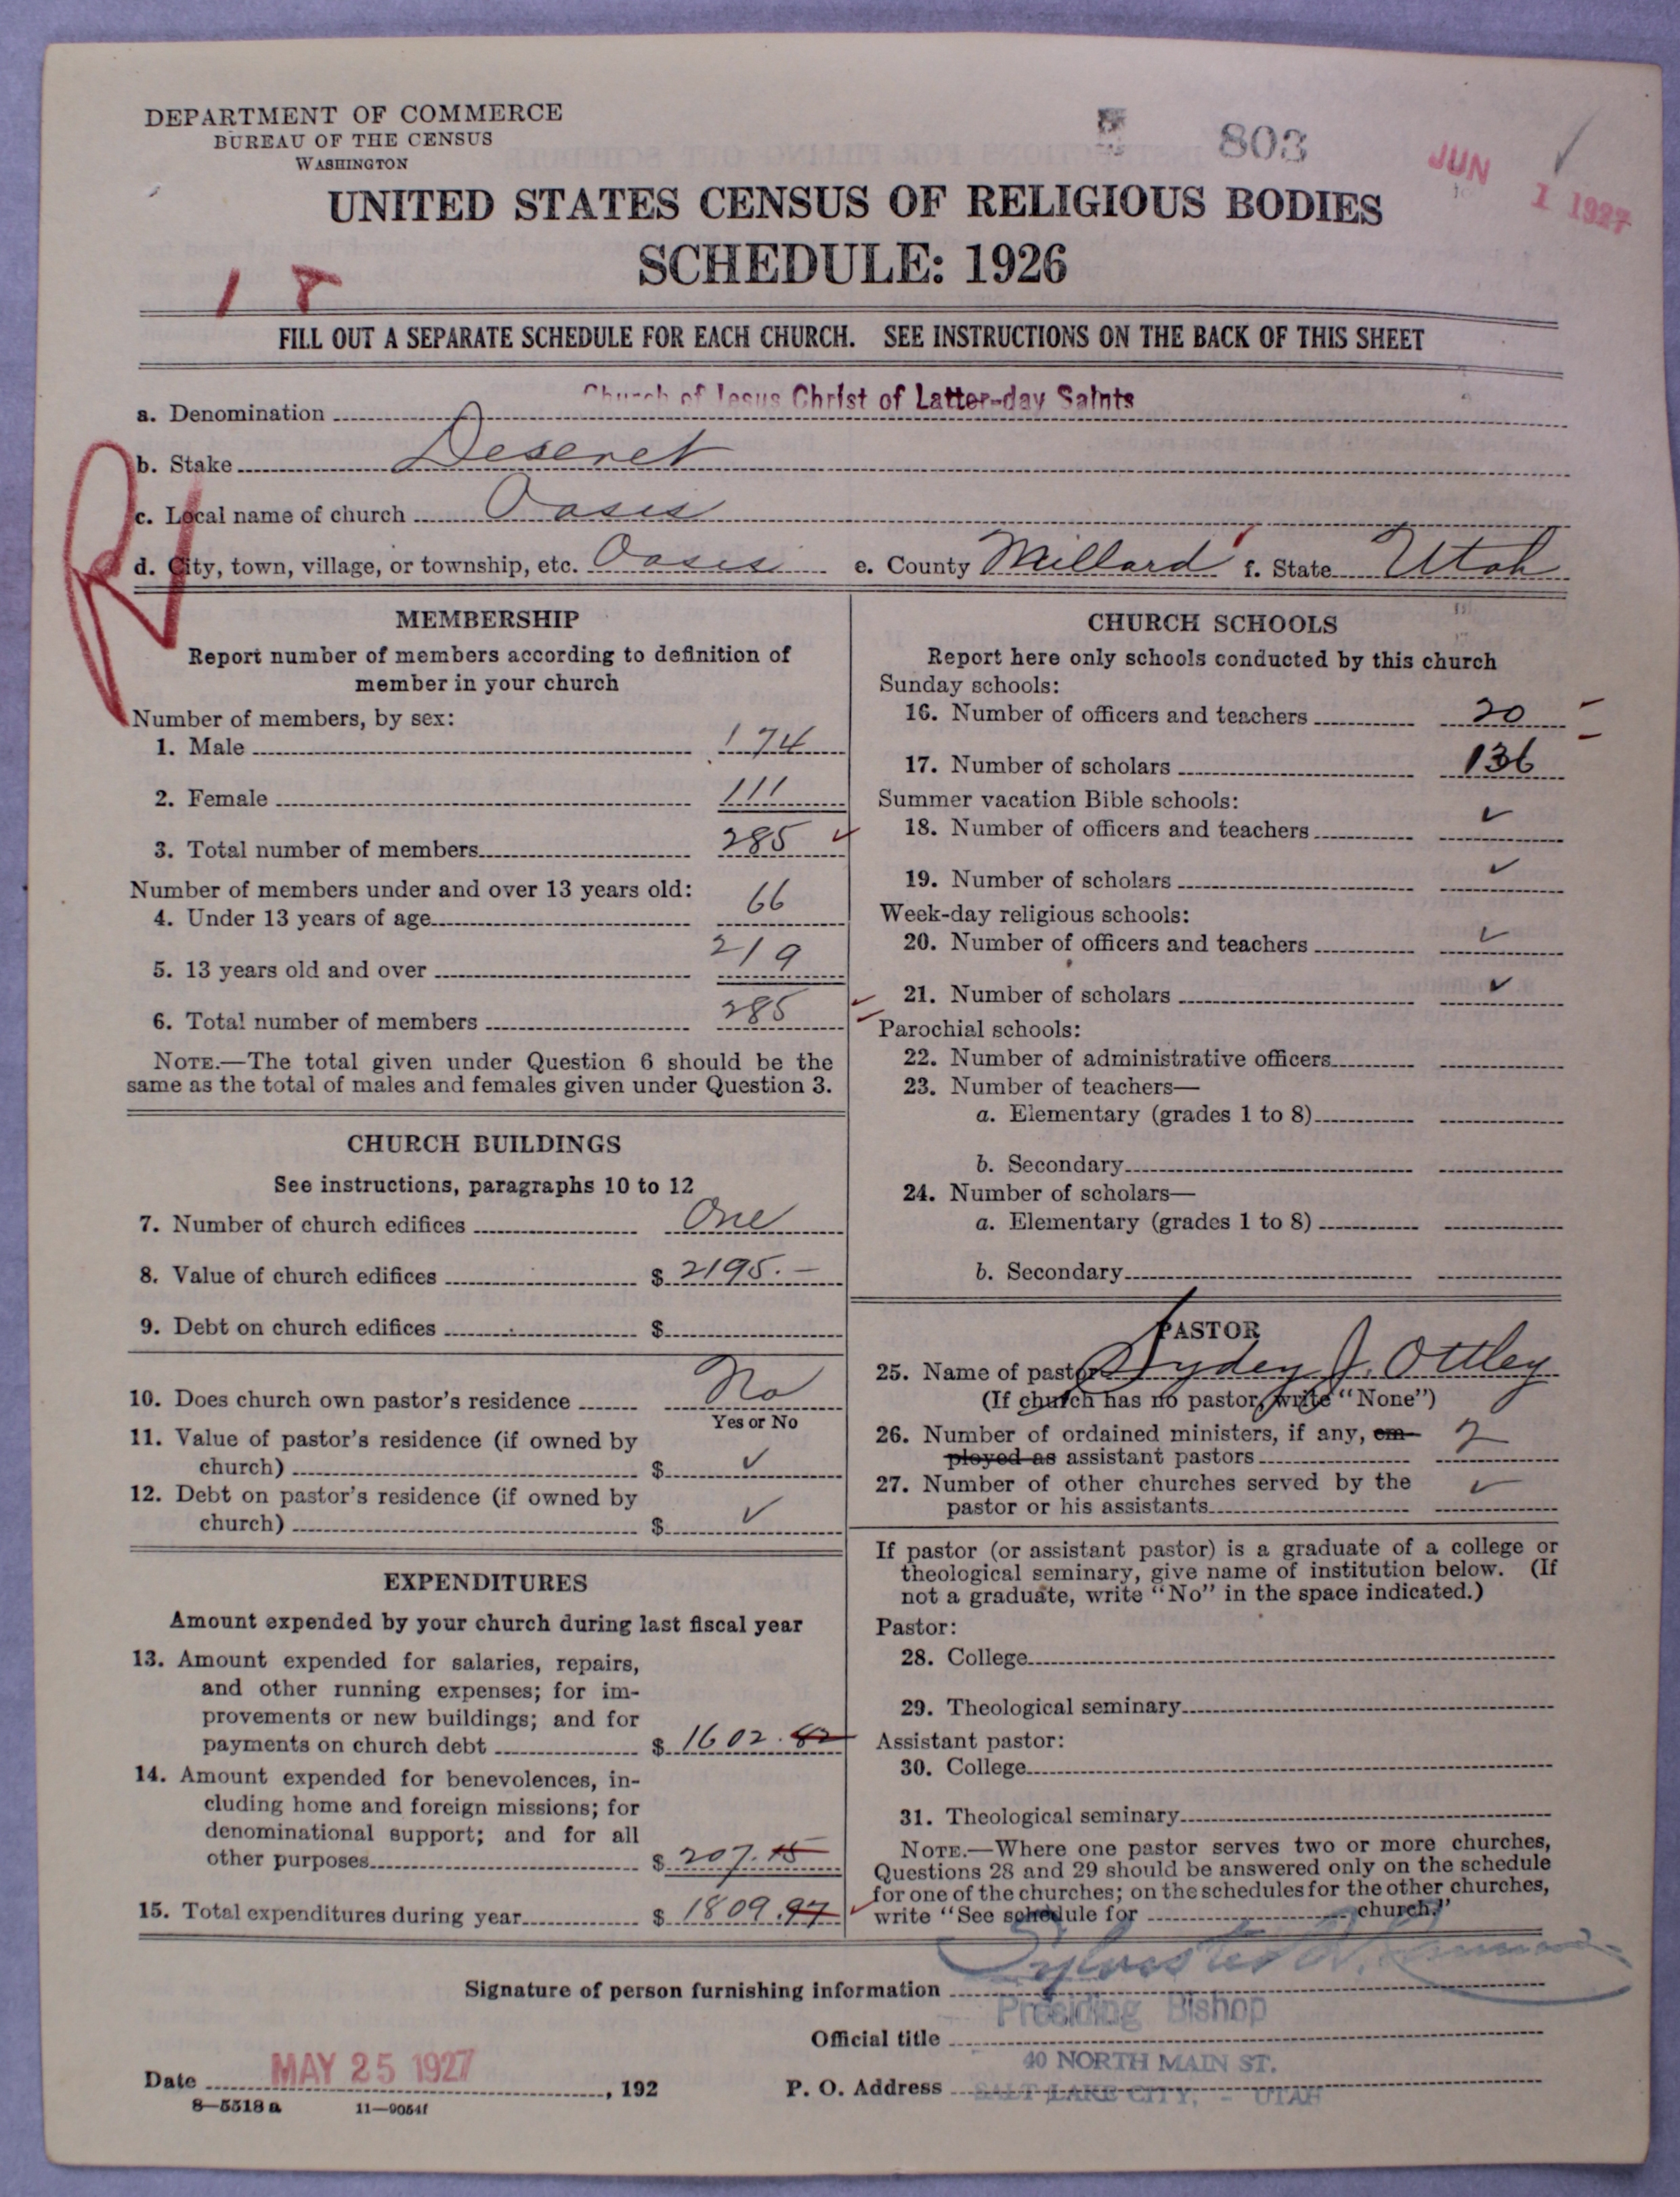 DEPARTMENT OF COMMERCE
BUREAU OF THE CENSUS
WASHINGTON
803
JUN 1 1927
UNITED STATES CENSUS OF RELIGIOUS BODIES
SCHEDULE: 1926
FILL OUT A SEPARATE SCHEDULE FOR EACH CHURCH. SEE INSTRUCTIONS ON THE BACK OF THIS SHEET
a. Denomination Church of Jesus Christ of Latter-day Saints
b. Stake Deseret
c. Local name of church Oasis
d. City, town, village, or township, etc. Oasis e. County Millard f. State Utah
MEMBERSHIP
Report number of members according to definition of
member in your church
Number of members, by sex:
1. Male 174
2. Female 111
3. Total number of members 285 ✓
Number of members under and over 13 years old:
4. Under 13 years of age 66
5. 13 years old and over 219
6. Total number of members 285 ✓
NOTE.—The total given under Question 6 should be the
same as the total of males and females given under Question 3.
CHURCH BUILDINGS
See instructions, paragraphs 10 to 12
7. Number of church edifices One
8. Value of church edifices $ 2195.—
9. Debt on church edifices $
10. Does church own pastor's residence No
Yes or No
11. Value of pastor's residence (if owned by
church) $ ✓
12. Debt on pastor's residence (if owned by
church) $ ✓
EXPENDITURES
Amount expended by your church during last fiscal year
13. Amount expended for salaries, repairs,
and other running expenses; for im-
provements or new buildings; and for
payments on church debt $ 1602.82
14. Amount expended for benevolences, in-
cluding home and foreign missions; for
denominational support; and for all
other purposes $ 207.15
15. Total expenditures during year $ 1809.97 ✓
CHURCH SCHOOLS
Report here only schools conducted by this church
Sunday schools:
16. Number of officers and teachers 20
17. Number of scholars 136
Summer vacation Bible schools:
18. Number of officers and teachers ✓
19. Number of scholars ✓
Week-day religious schools:
20. Number of officers and teachers ✓
21. Number of scholars ✓
Parochial schools:
22. Number of administrative officers
23. Number of teachers—
a. Elementary (grades 1 to 8)
b. Secondary
24. Number of scholars—
a. Elementary (grades 1 to 8)
b. Secondary
PASTOR
25. Name of pastor Sydney J. Ottley
(If church has no pastor, write "None")
26. Number of ordained ministers, if any, em-
ployed as assistant pastors 2
27. Number of other churches served by the
pastor or his assistants ✓
If pastor (or assistant pastor) is a graduate of a college or
theological seminary, give name of institution below. (If
not a graduate, write "No" in the space indicated.)
Pastor:
28. College
29. Theological seminary
Assistant pastor:
30. College
31. Theological seminary
NOTE.—Where one pastor serves two or more churches,
Questions 28 and 29 should be answered only on the schedule
for one of the churches; on the schedules for the other churches,
write "See schedule for church."
Signature of person furnishing information Sylvester Q. Cannon
Official title Presiding Bishop
Date MAY 25 1927, 192
P. O. Address 40 NORTH MAIN ST.
SALT LAKE CITY, - UTAH
8—5518 a 11—9054f